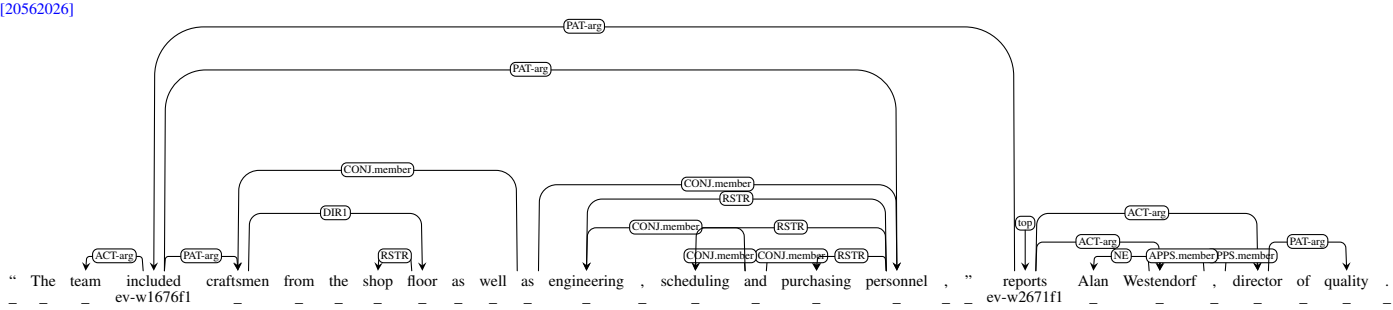 [20562026]
PAT-arg
PAT-arg
CONJ.member
CONJ.member
RSTR
DIR1 top ACT-arg
CONJ.member RSTR
ACT-arg
ACT-arg PAT-arg RSTR CONJ.member CONJ.member RSTR NE APPS.member PPS.member PAT-arg
“ The team included craftsmen from the shop floor as well as engineering , scheduling and purchasing personnel , ” reports Alan Westendorf , director of quality .
_ _ _ ev-w1676f1 _ _ _ _ _ _ _ _ _ _ _ _ _ _ _ _ _ ev-w2671f1 _ _ _ _ _ _ _